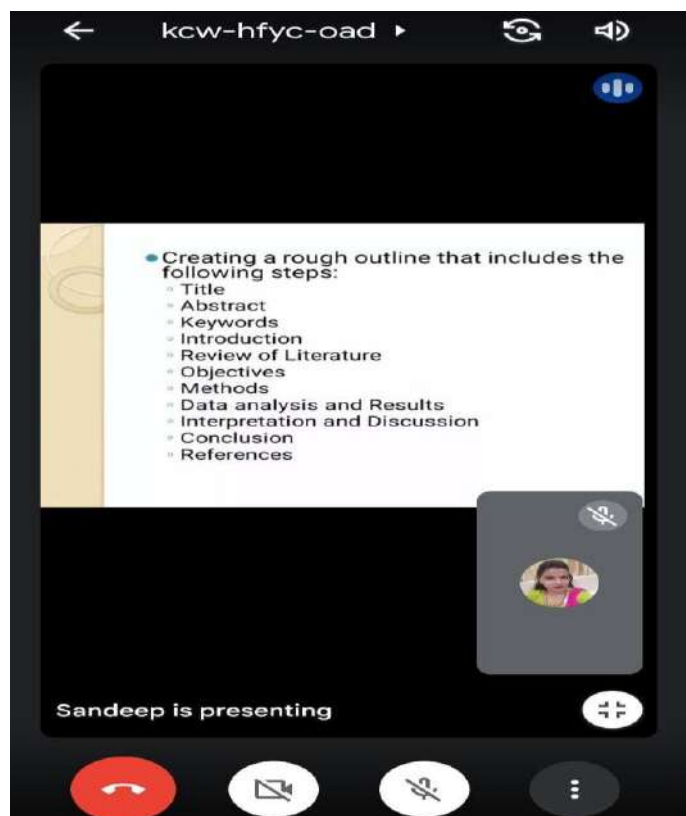 kcw-hfyc-oad
Creating a rough outline that includes the
following steps:
Title
Abstract
Keywords
Introduction
Review of Literature
Objectives
Methods
Data analysis and Results
Interpretation and Discussion
Conclusion
References
Sandeep is presenting